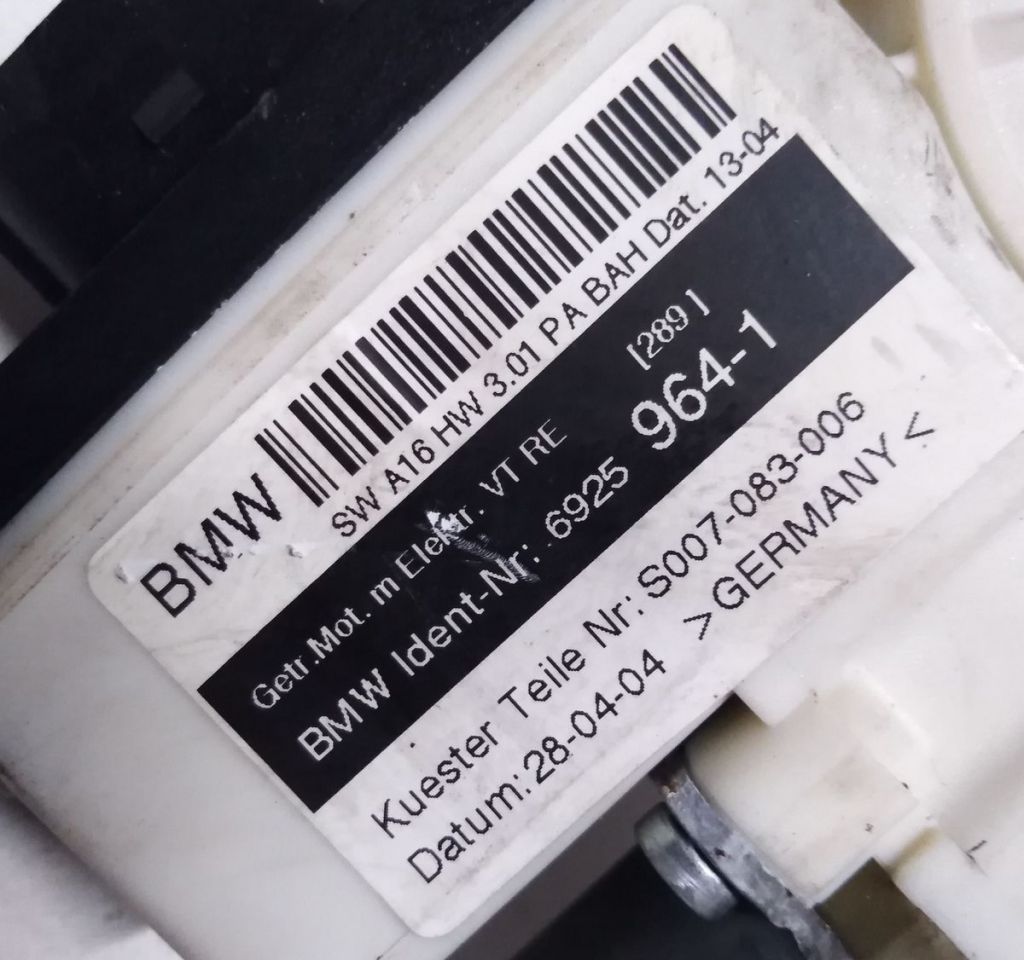 BMW
SW A16 HW 3.01 PA BAH Dat. 13-04
Getr.Mot. m Elektr. VT RE [289 ]
BMW Ident-Nr: 6925 964-1
Kuester Teile Nr: S007-083-006
Datum: 28-04-04 >GERMANY<